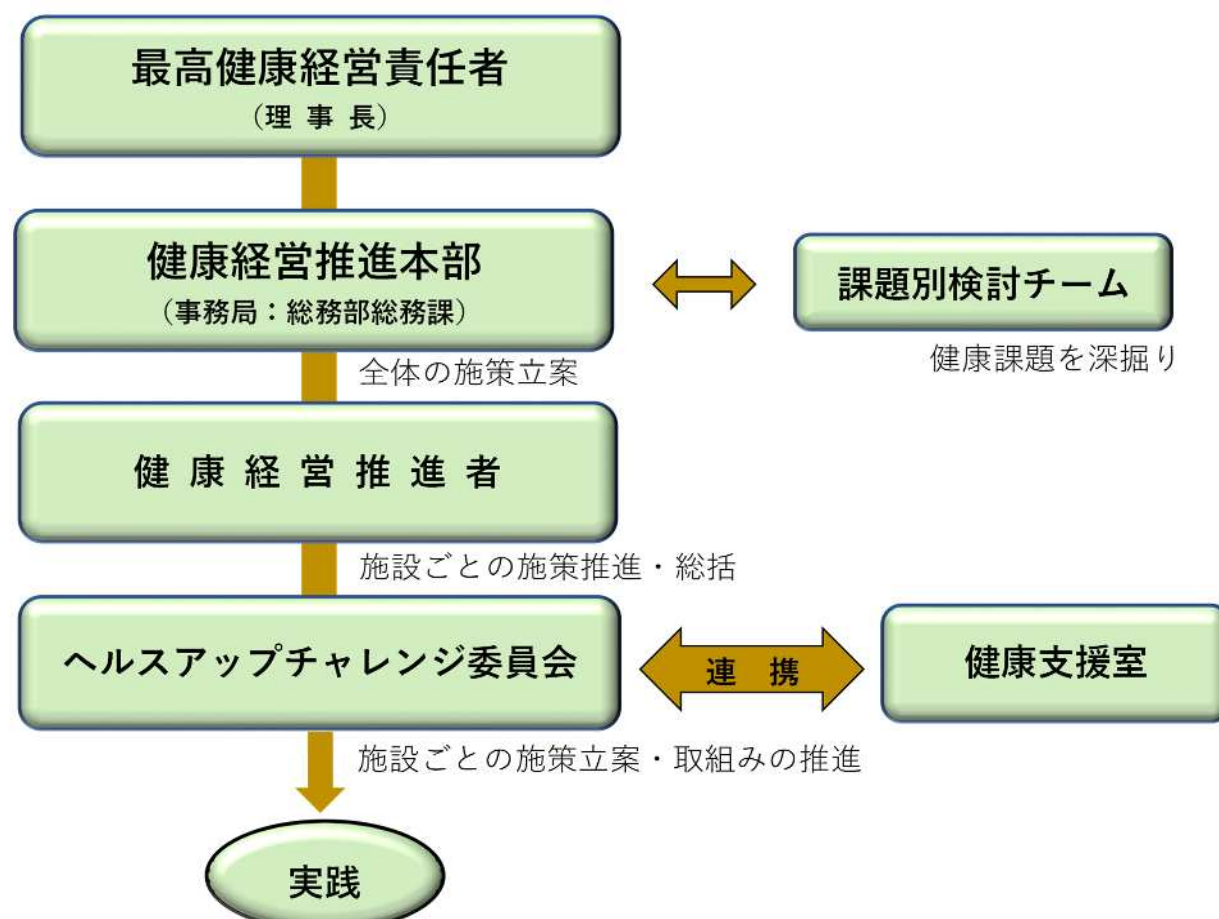 最高健康経営責任者
（理 事 長）
健康経営推進本部
（事務局：総務部総務課）
課題別検討チーム
健康課題を深掘り
全体の施策立案
健 康 経 営 推 進 者
施設ごとの施策推進・総括
ヘルスアップチャレンジ委員会
連 携
健康支援室
施設ごとの施策立案・取組みの推進
実践